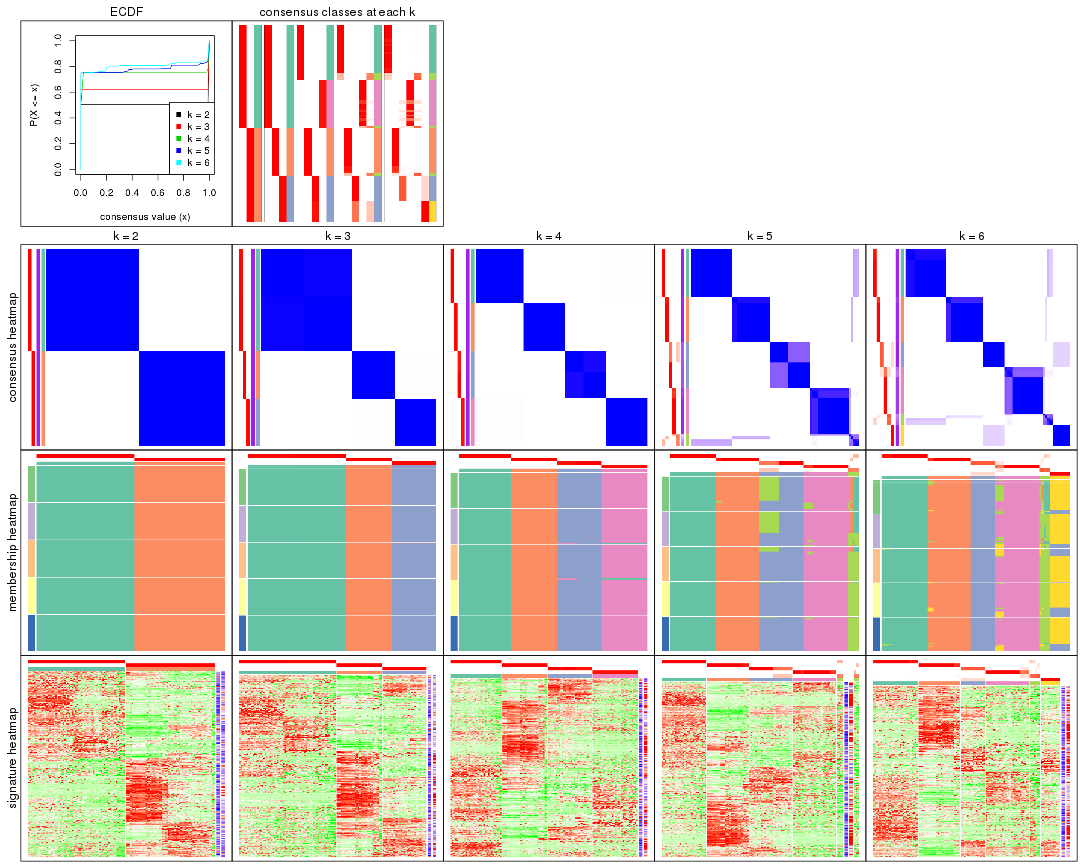 ECDF
consensus classes at each k
P(X <= x)
0.0 0.2 0.4 0.6 0.8 1.0
k = 2
k = 3
k = 4
k = 5
k = 6
0.0 0.2 0.4 0.6 0.8 1.0
consensus value (x)
k = 2
k = 3
k = 4
k = 5
k = 6
consensus heatmap
membership heatmap
signature heatmap